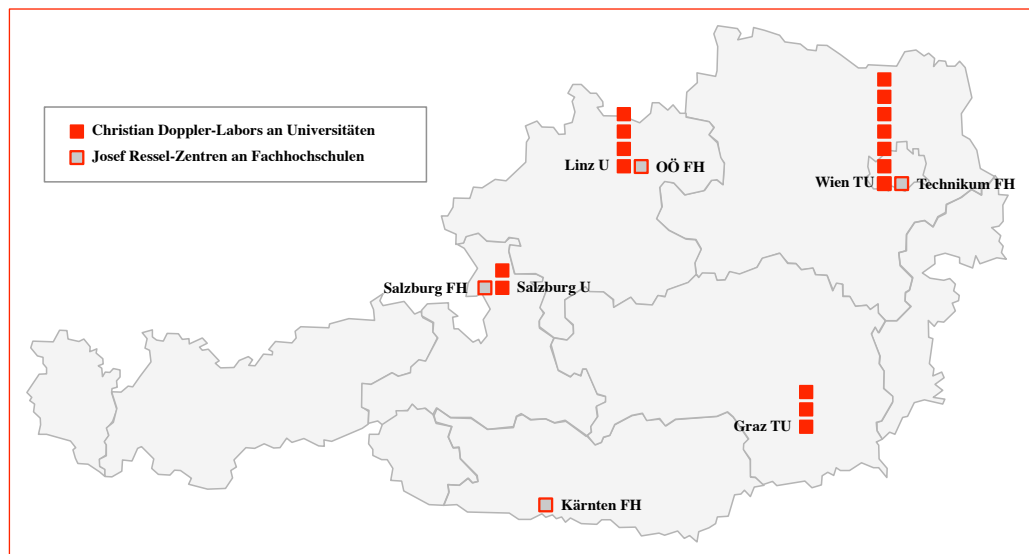 Christian Doppler-Labors an Universitäten
Josef Ressel-Zentren an Fachhochschulen
Linz U
OÖ FH
Wien TU
Technikum FH
Salzburg FH
Salzburg U
Graz TU
Kärnten FH